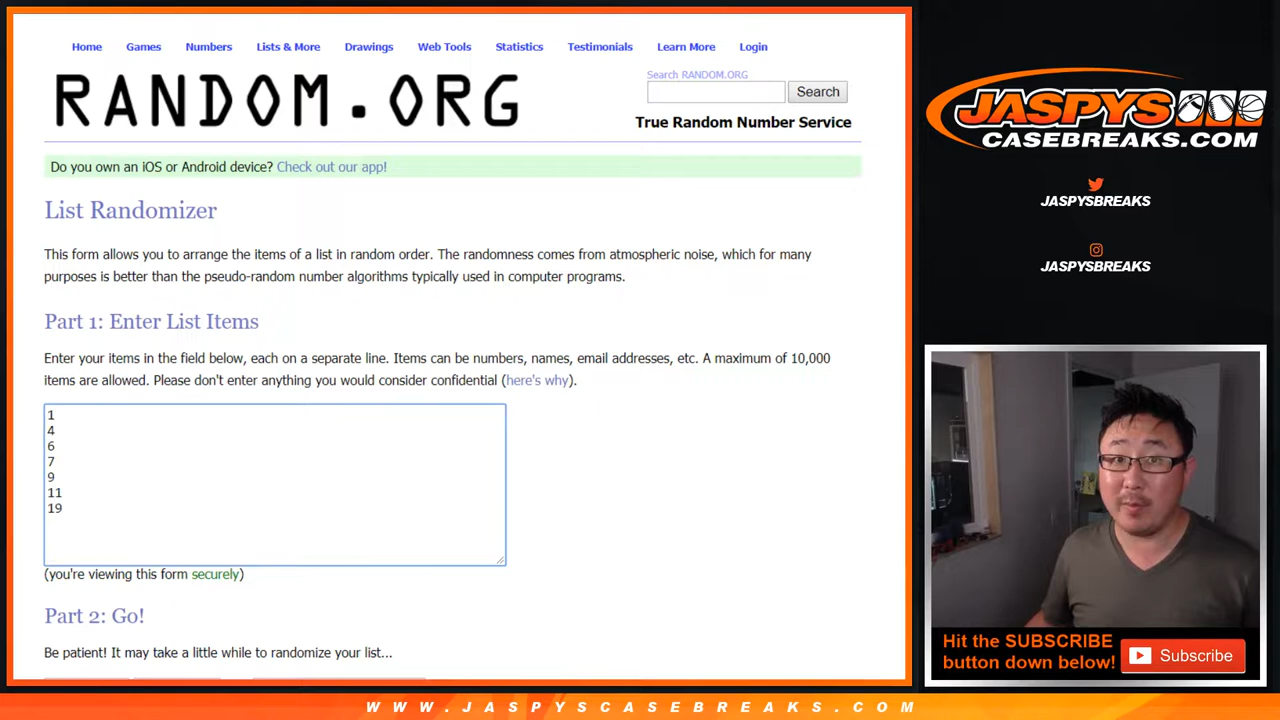 Home Games Numbers Lists & More Drawings Web Tools Statistics Testimonials Learn More Login
RANDOM.ORG
Search RANDOM.ORG
Search
True Random Number Service
Do you own an iOS or Android device? Check out our app!
List Randomizer
This form allows you to arrange the items of a list in random order. The randomness comes from atmospheric noise, which for many
purposes is better than the pseudo-random number algorithms typically used in computer programs.
Part 1: Enter List Items
Enter your items in the field below, each on a separate line. Items can be numbers, names, email addresses, etc. A maximum of 10,000
items are allowed. Please don't enter anything you would consider confidential (here's why).
1
4
6
7
9
11
19
(you're viewing this form securely)
Part 2: Go!
Be patient! It may take a little while to randomize your list...
JASPYS
CASEBREAKS.COM
JASPYSBREAKS
JASPYSBREAKS
Hit the SUBSCRIBE
button down below!
Subscribe
WWW.JASPYSCASEBREAKS.COM